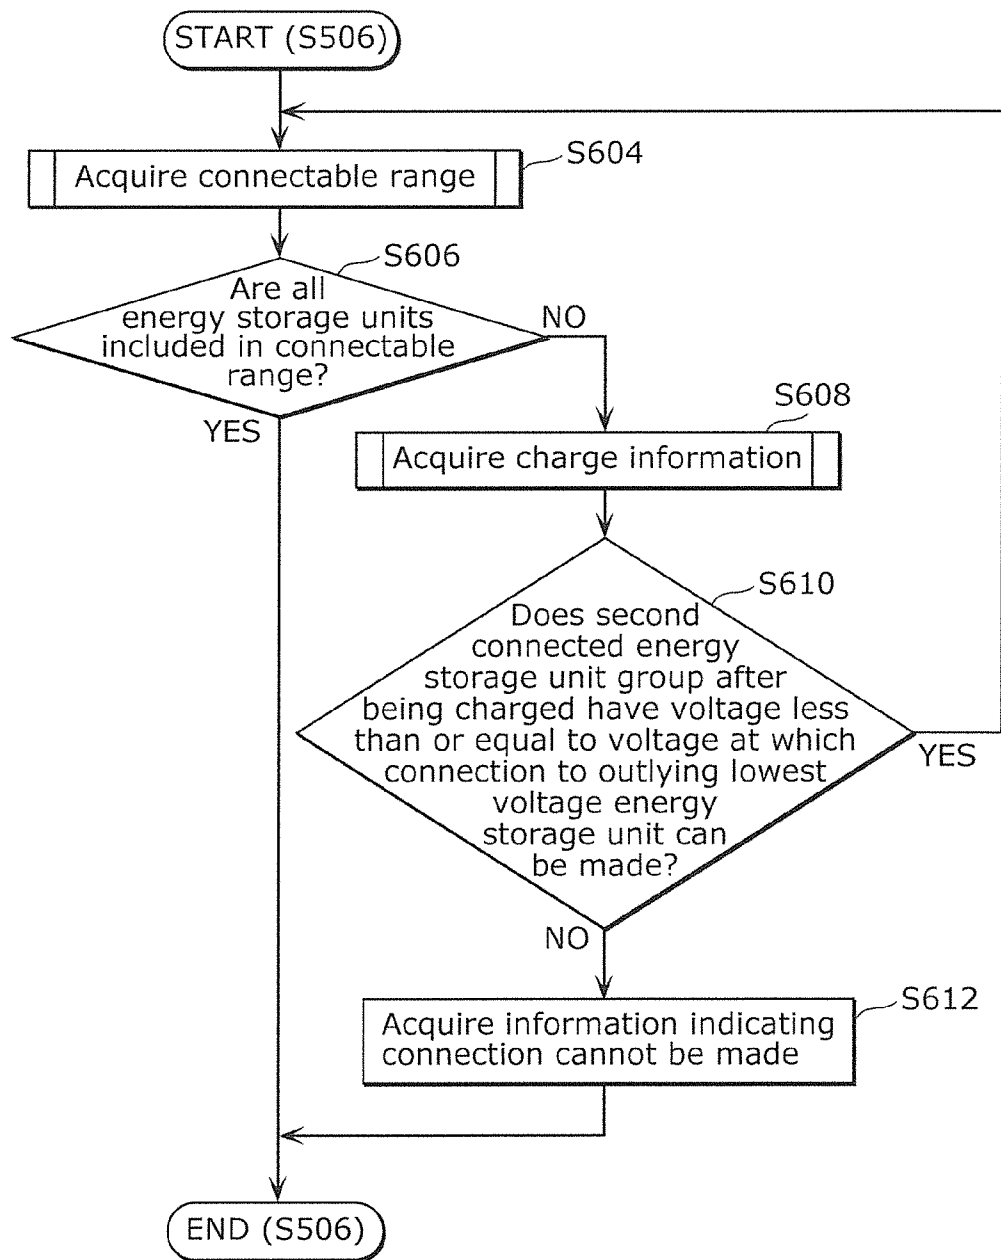 START (S506)
Acquire connectable range
S604
S606
Are all
energy storage units
included in connectable
range?
NO
YES
S608
Acquire charge information
S610
Does second
connected energy
storage unit group after
being charged have voltage less
than or equal to voltage at which
connection to outlying lowest
voltage energy
storage unit can
be made?
YES
NO
S612
Acquire information indicating
connection cannot be made
END (S506)